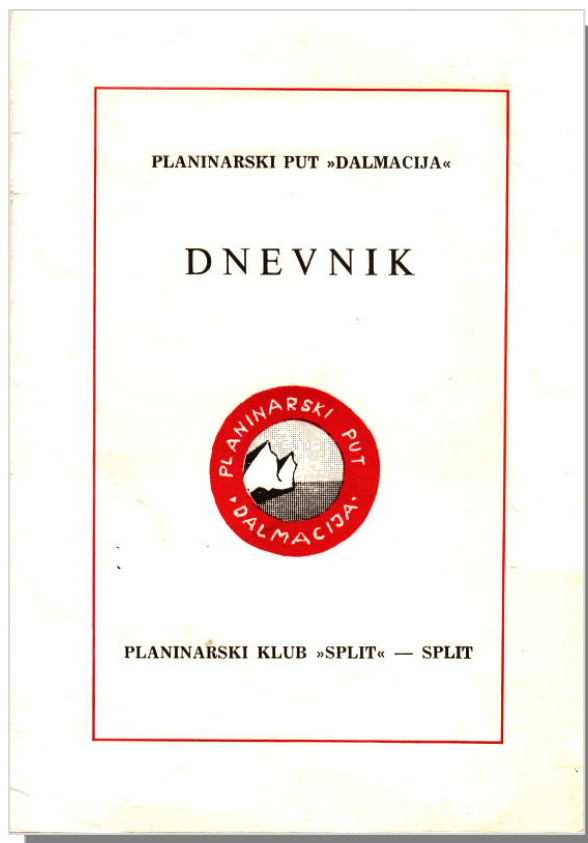 PLANINARSKI PUT »DALMACIJA«
DNEVNIK
PLANINARSKI PUT
DALMACIJA
PLANINARSKI KLUB »SPLIT« — SPLIT